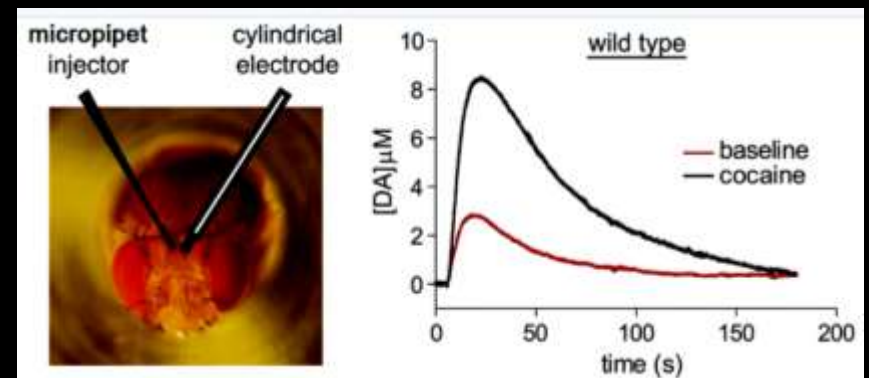 micropipet
injector
cylindrical
electrode
wild type
10
8
6
4
2
0
[DA]µM
baseline
cocaine
0 50 100 150 200
time (s)